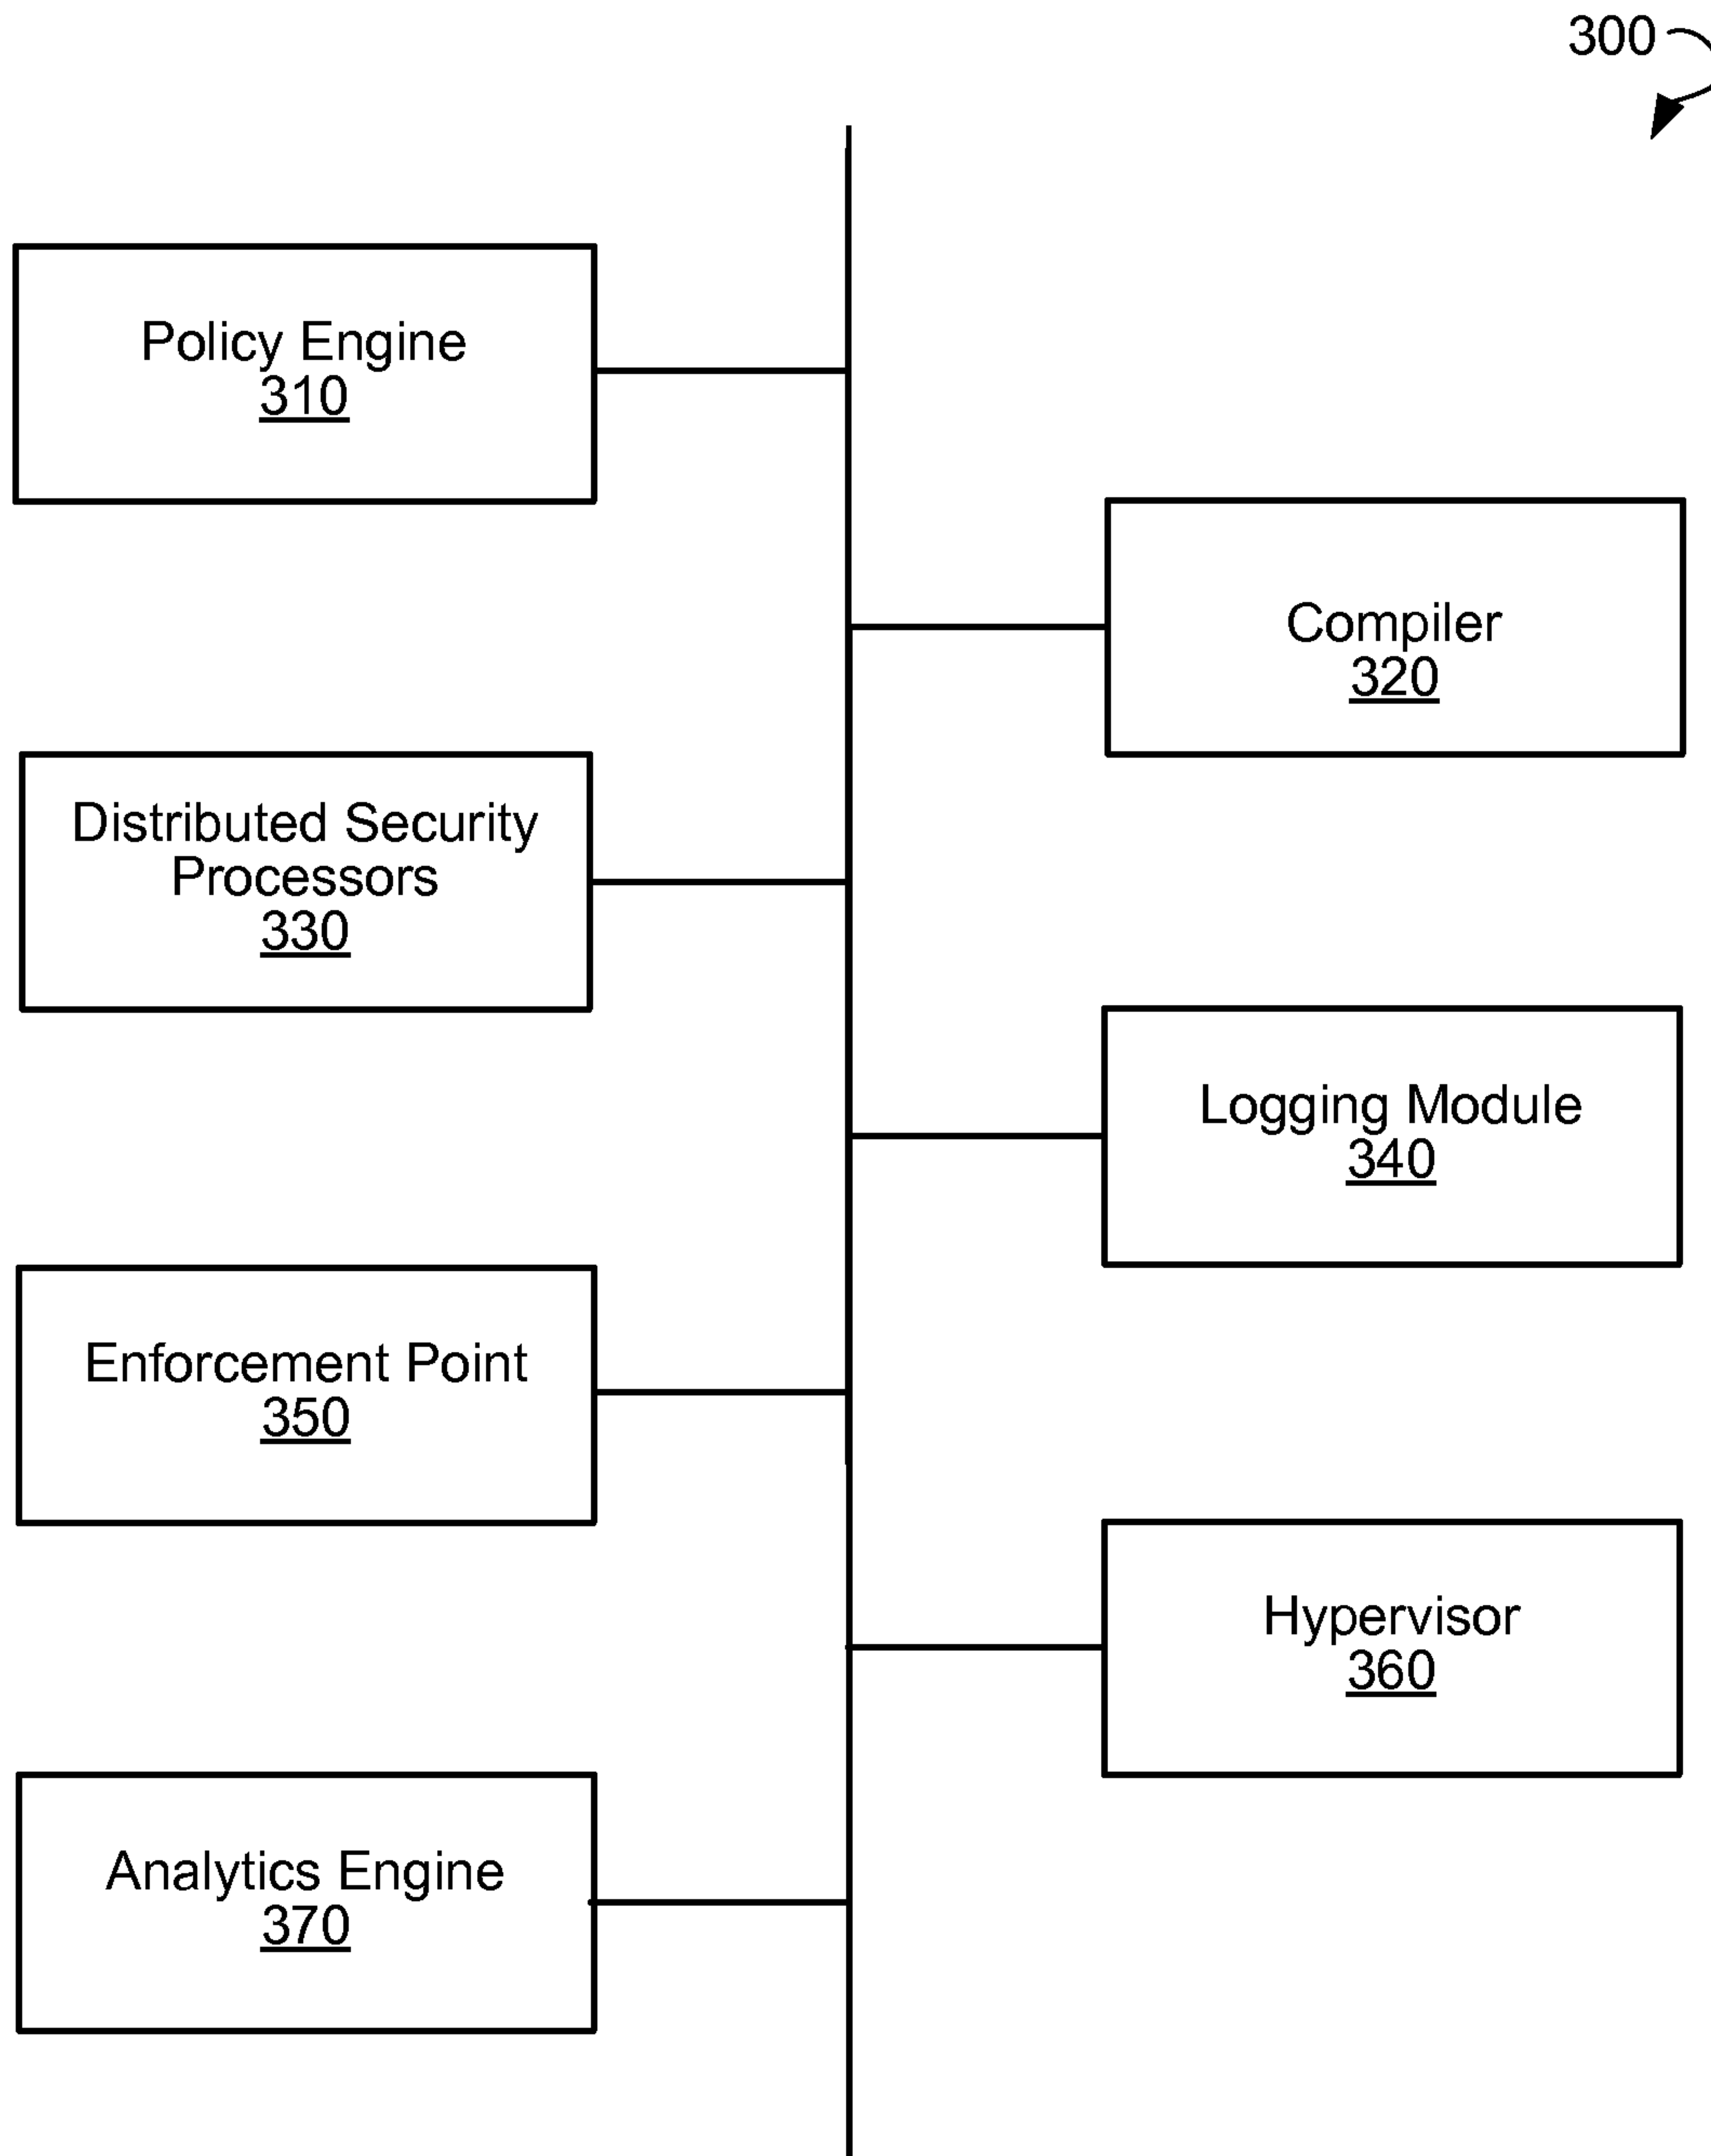 300
Policy Engine
310
Compiler
320
Distributed Security
Processors
330
Logging Module
340
Enforcement Point
350
Hypervisor
360
Analytics Engine
370